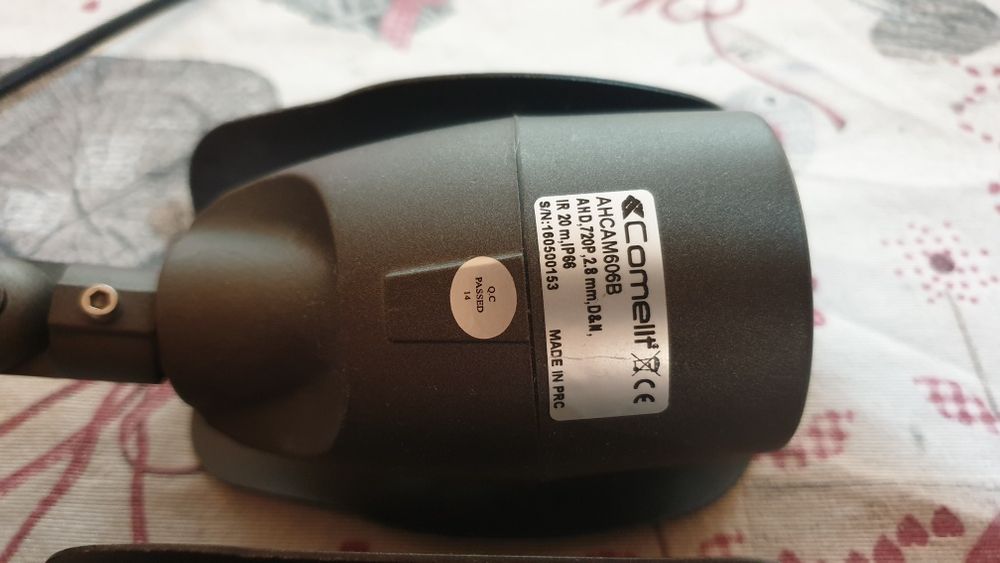 Comelit
AHCAM606B
AHD,720P,2.8 mm,D&N,
IR 20 m,IP66
S/N:160500153
MADE IN PRC
CE
Q.C
PASSED
14